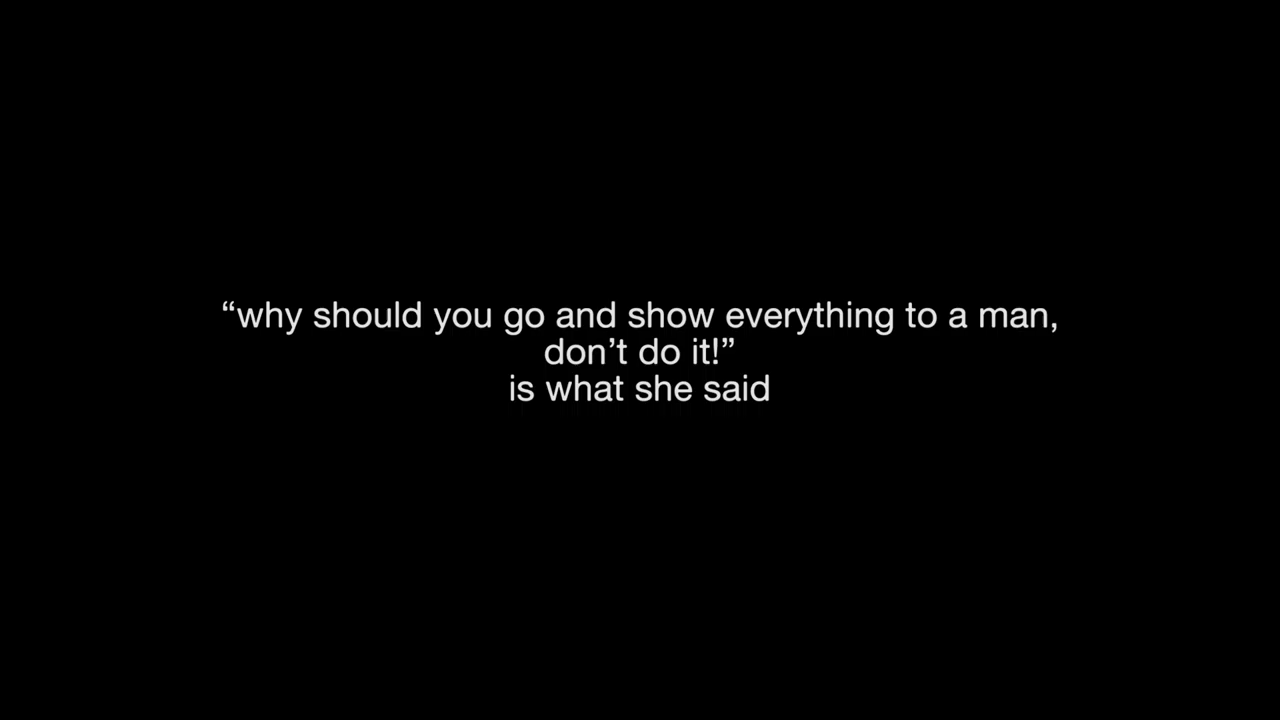 “why should you go and show everything to a man,
don’t do it!”
is what she said